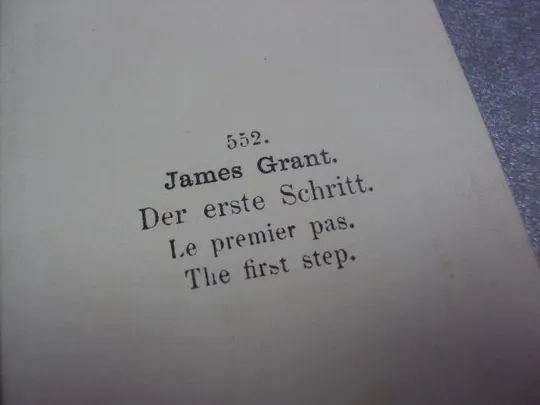 552.
James Grant.
Der erste Schritt.
Le premier pas.
The first step.